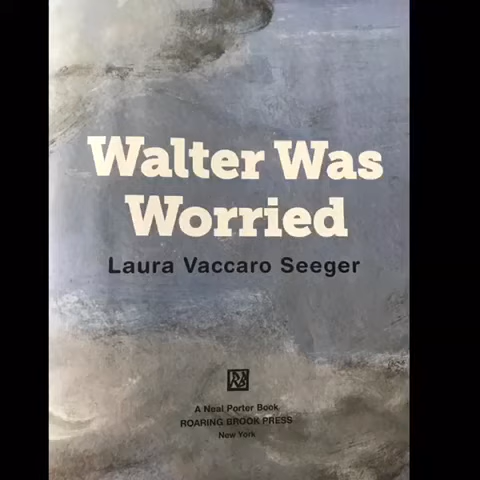 Walter Was
Worried
Laura Vaccaro Seeger
A Neal Porter Book
ROARING BROOK PRESS
New York